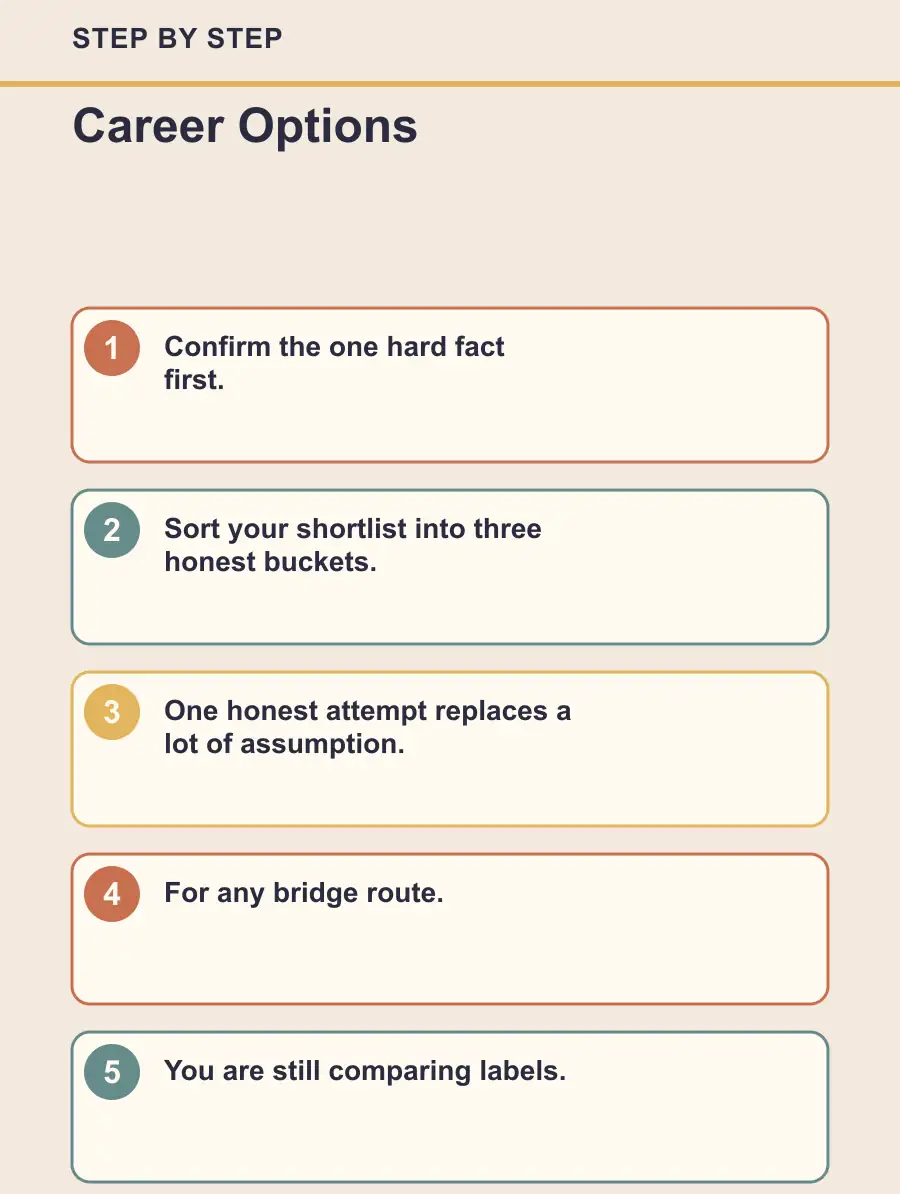 STEP BY STEP
Career Options
1
Confirm the one hard fact
first.
2
Sort your shortlist into three
honest buckets.
3
One honest attempt replaces a
lot of assumption.
4
For any bridge route.
5
You are still comparing labels.